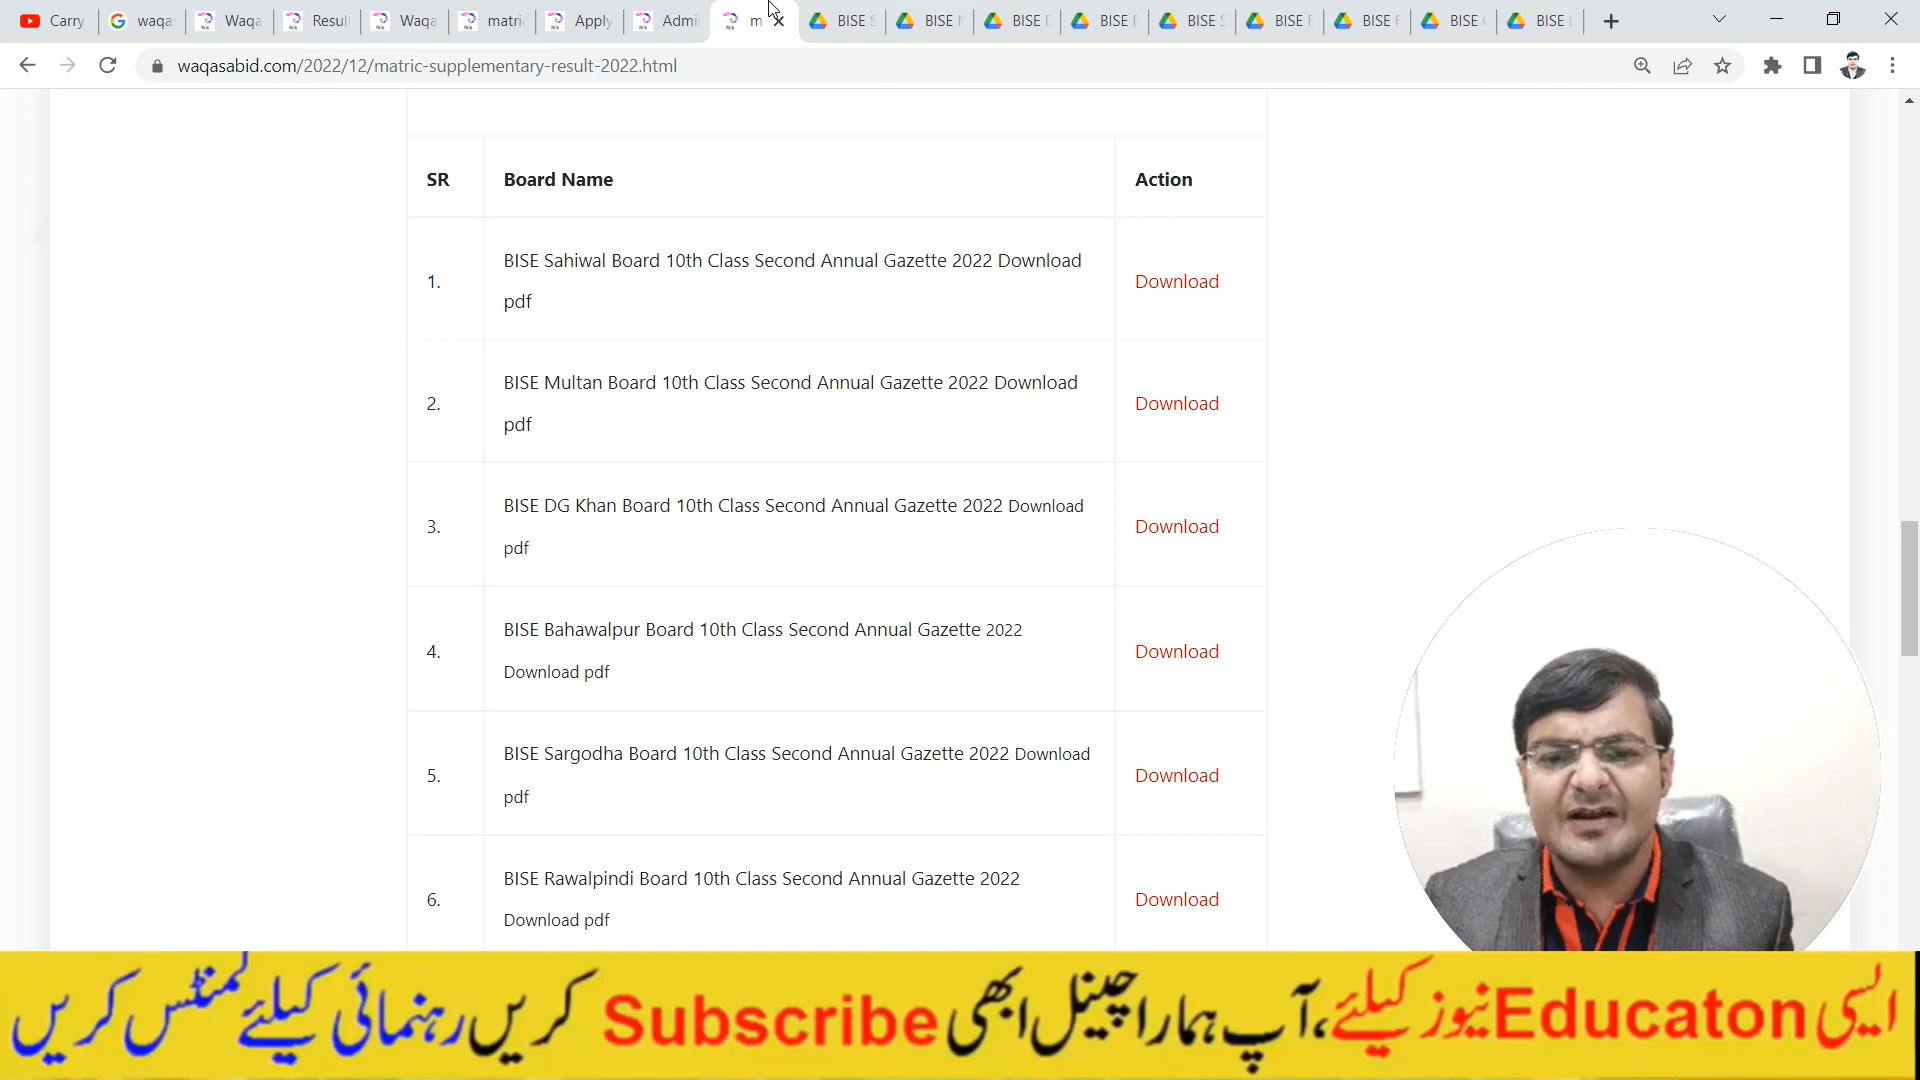 Carry
waqas
Waqa
Result
Waqa
matric
Apply
Admis
m
BISE S
BISE M
BISE D
BISE
BISE S
BISE
BISE
BISE
BISE
waqasabid.com/2022/12/matric-supplementary-result-2022.html
SR Board Name Action
1. BISE Sahiwal Board 10th Class Second Annual Gazette 2022 Download
pdf
Download
2. BISE Multan Board 10th Class Second Annual Gazette 2022 Download
pdf
Download
3. BISE DG Khan Board 10th Class Second Annual Gazette 2022 Download
pdf
Download
4. BISE Bahawalpur Board 10th Class Second Annual Gazette 2022
Download pdf
Download
5. BISE Sargodha Board 10th Class Second Annual Gazette 2022 Download
pdf
Download
6. BISE Rawalpindi Board 10th Class Second Annual Gazette 2022
Download pdf
Download
ایسی Educaton نیوز کیلئے، آپ ہمارا چینل ابھی Subscribe کریں رہنمائی کیلئے کمنٹس کریں